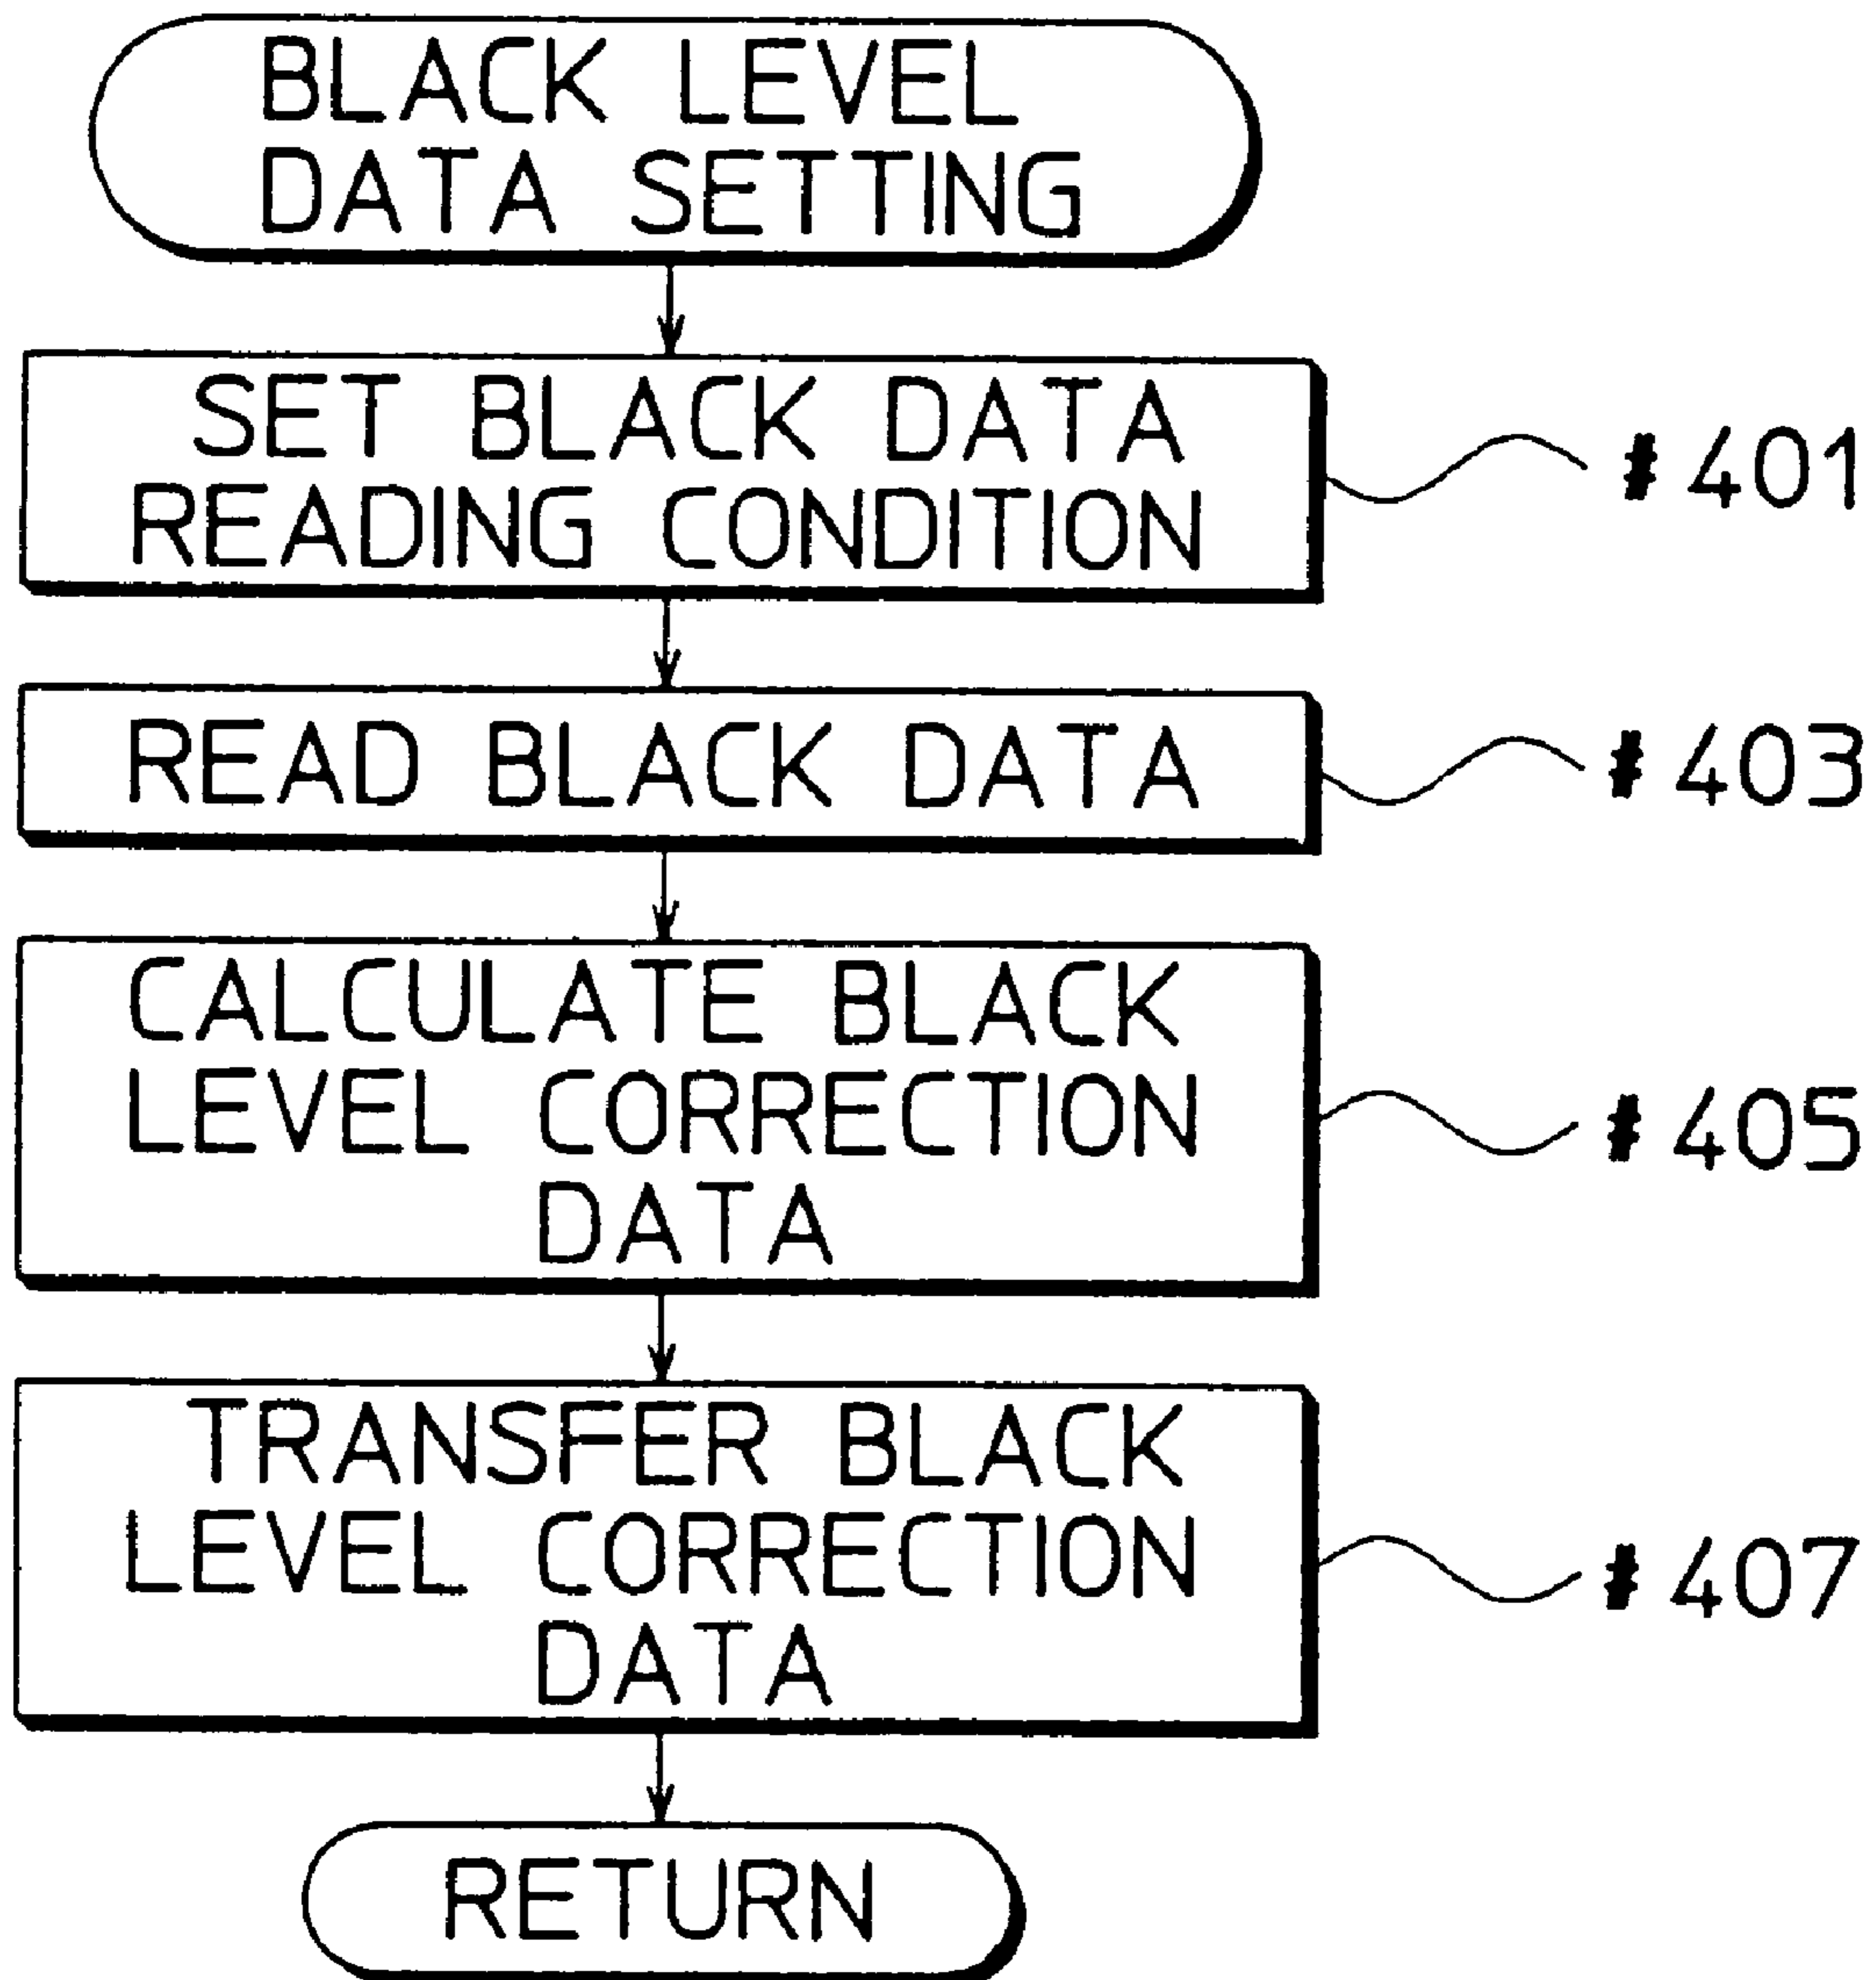 BLACK LEVEL
DATA SETTING
SET BLACK DATA
READING CONDITION
#401
READ BLACK DATA
#403
CALCULATE BLACK
LEVEL CORRECTION
DATA
#405
TRANSFER BLACK
LEVEL CORRECTION
DATA
#407
RETURN